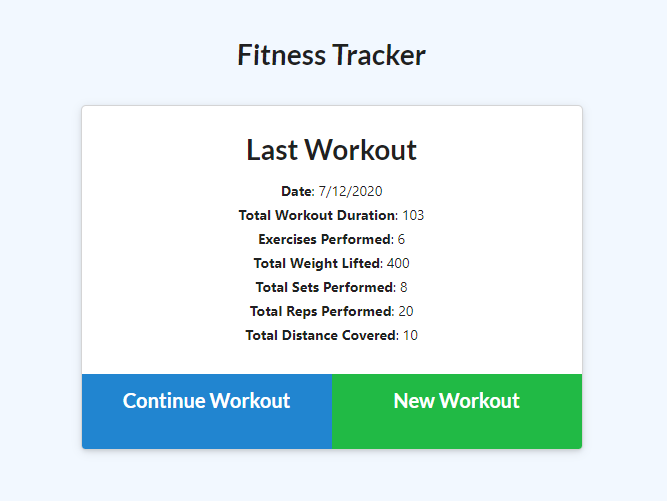 Fitness Tracker
Last Workout
Date: 7/12/2020
Total Workout Duration: 103
Exercises Performed: 6
Total Weight Lifted: 400
Total Sets Performed: 8
Total Reps Performed: 20
Total Distance Covered: 10
Continue Workout
New Workout